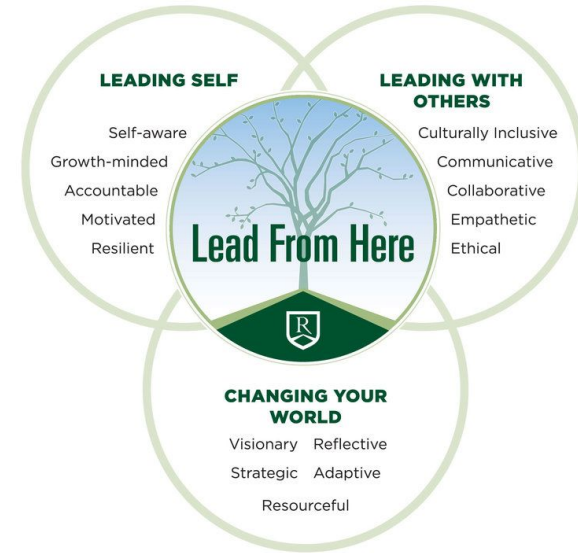 LEADING SELF
Self-aware
Growth-minded
Accountable
Motivated
Resilient
LEADING WITH
OTHERS
Culturally Inclusive
Communicative
Collaborative
Empathetic
Ethical
Lead From Here
R
CHANGING YOUR
WORLD
Visionary Reflective
Strategic Adaptive
Resourceful